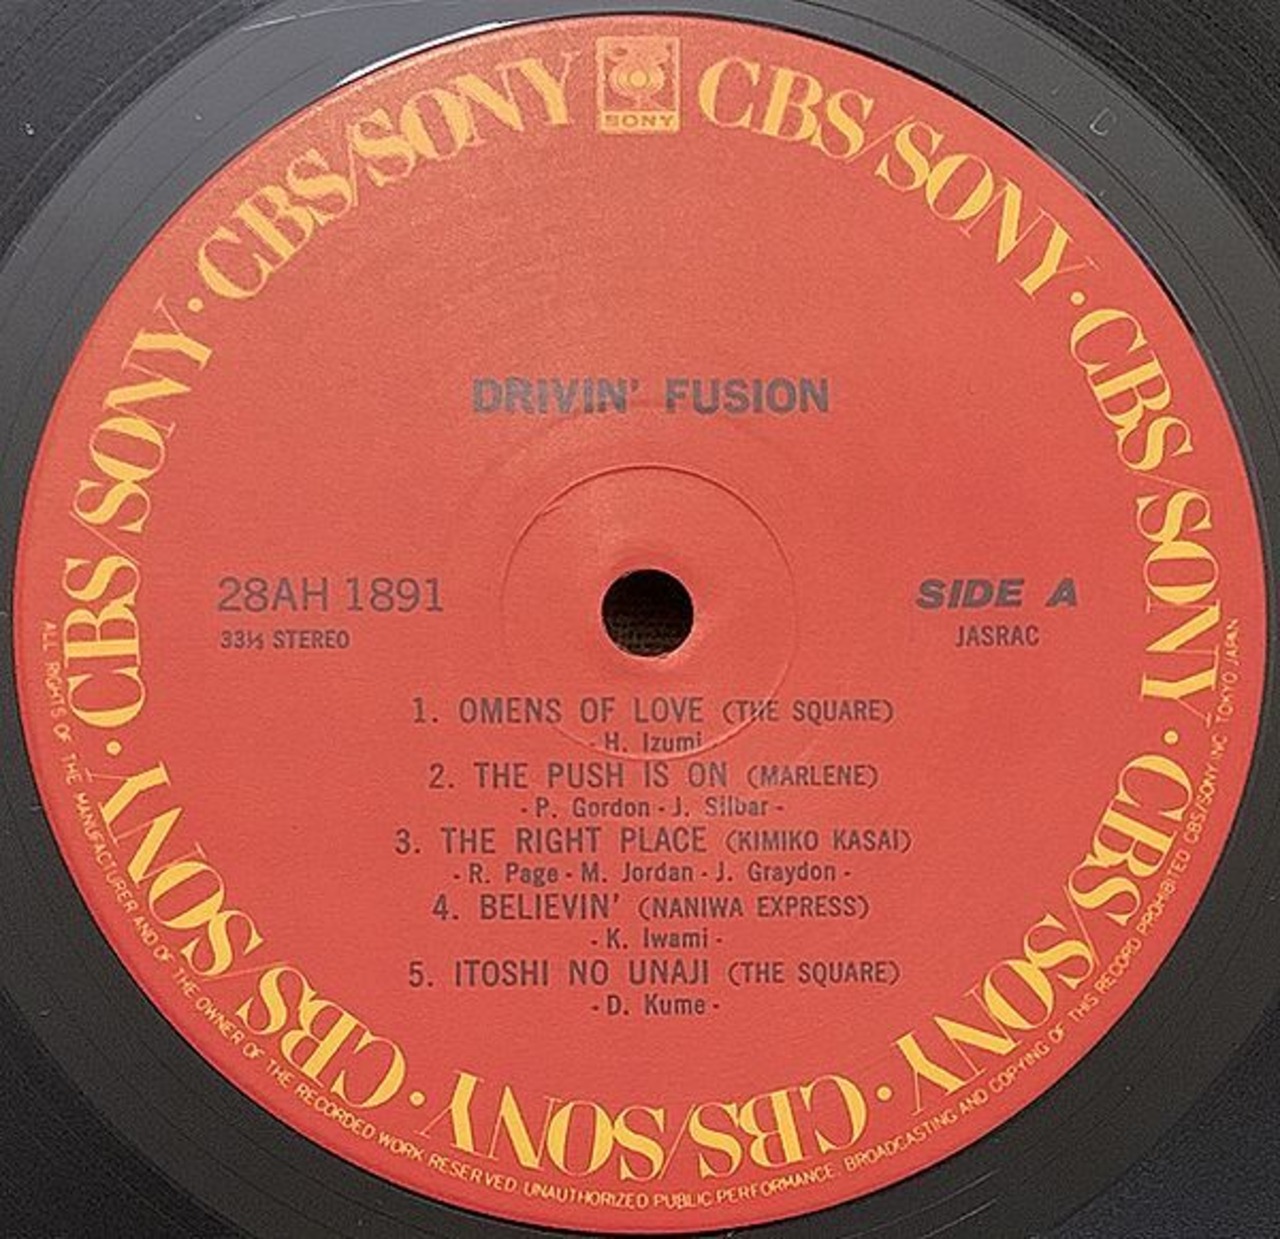 CBS/SONY · CBS/SONY · CBS/SONY · CBS/SONY · CBS/SONY · CBS/SONY · CBS/SONY · CBS/SONY
SONY
DRIVIN' FUSION
28AH 1891
SIDE A
33⅓ STEREO
JASRAC
1. OMENS OF LOVE (THE SQUARE)
- H. Izumi -
2. THE PUSH IS ON (MARLENE)
- P. Gordon - J. Silbar -
3. THE RIGHT PLACE (KIMIKO KASAI)
- R. Page - M. Jordan - J. Graydon -
4. BELIEVIN' (NANIWA EXPRESS)
- K. Iwami -
5. ITOSHI NO UNAJI (THE SQUARE)
- D. Kume -
ALL RIGHTS OF THE MANUFACTURER AND OF THE OWNER OF THE RECORDED WORK RESERVED. UNAUTHORIZED PUBLIC PERFORMANCE. BROADCASTING AND COPYING OF THIS RECORD PROHIBITED CBS/SONY INC. TOKYO JAPAN